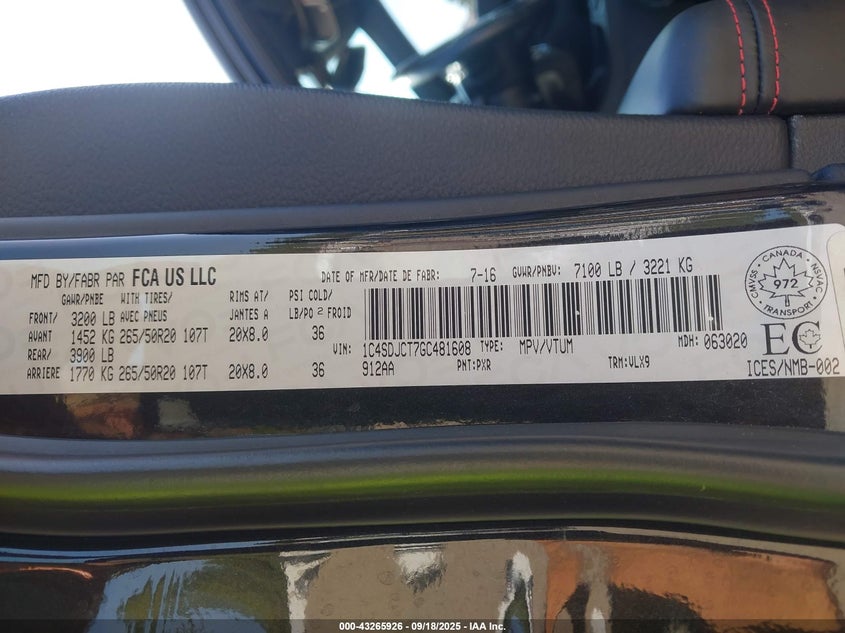 MFD BY/FABR PAR FCA US LLC
DATE OF MFR/DATE DE FABR: 7-16 GVWR/PNBV: 7100 LB / 3221 KG
GAWR/PNBE WITH TIRES/ RIMS AT/ PSI COLD/
AVEC PNEUS JANTES A LB/PO 2 FROID
FRONT/ 3200 LB
AVANT 1452 KG 265/50R20 107T 20X8.0 36
REAR/ 3900 LB
ARRIERE 1770 KG 265/50R20 107T 20X8.0 36
VIN: 1C4SDJCT7GC481608 TYPE: MPV/VTUM MDH: 063020
912AA PNT:PXR TRM:VLX9
CMVSS CANADA NSVAC
972
TRANSPORT
EC
ICES/NMB-002
000-43265926 - 09/18/2025 - IAA Inc.